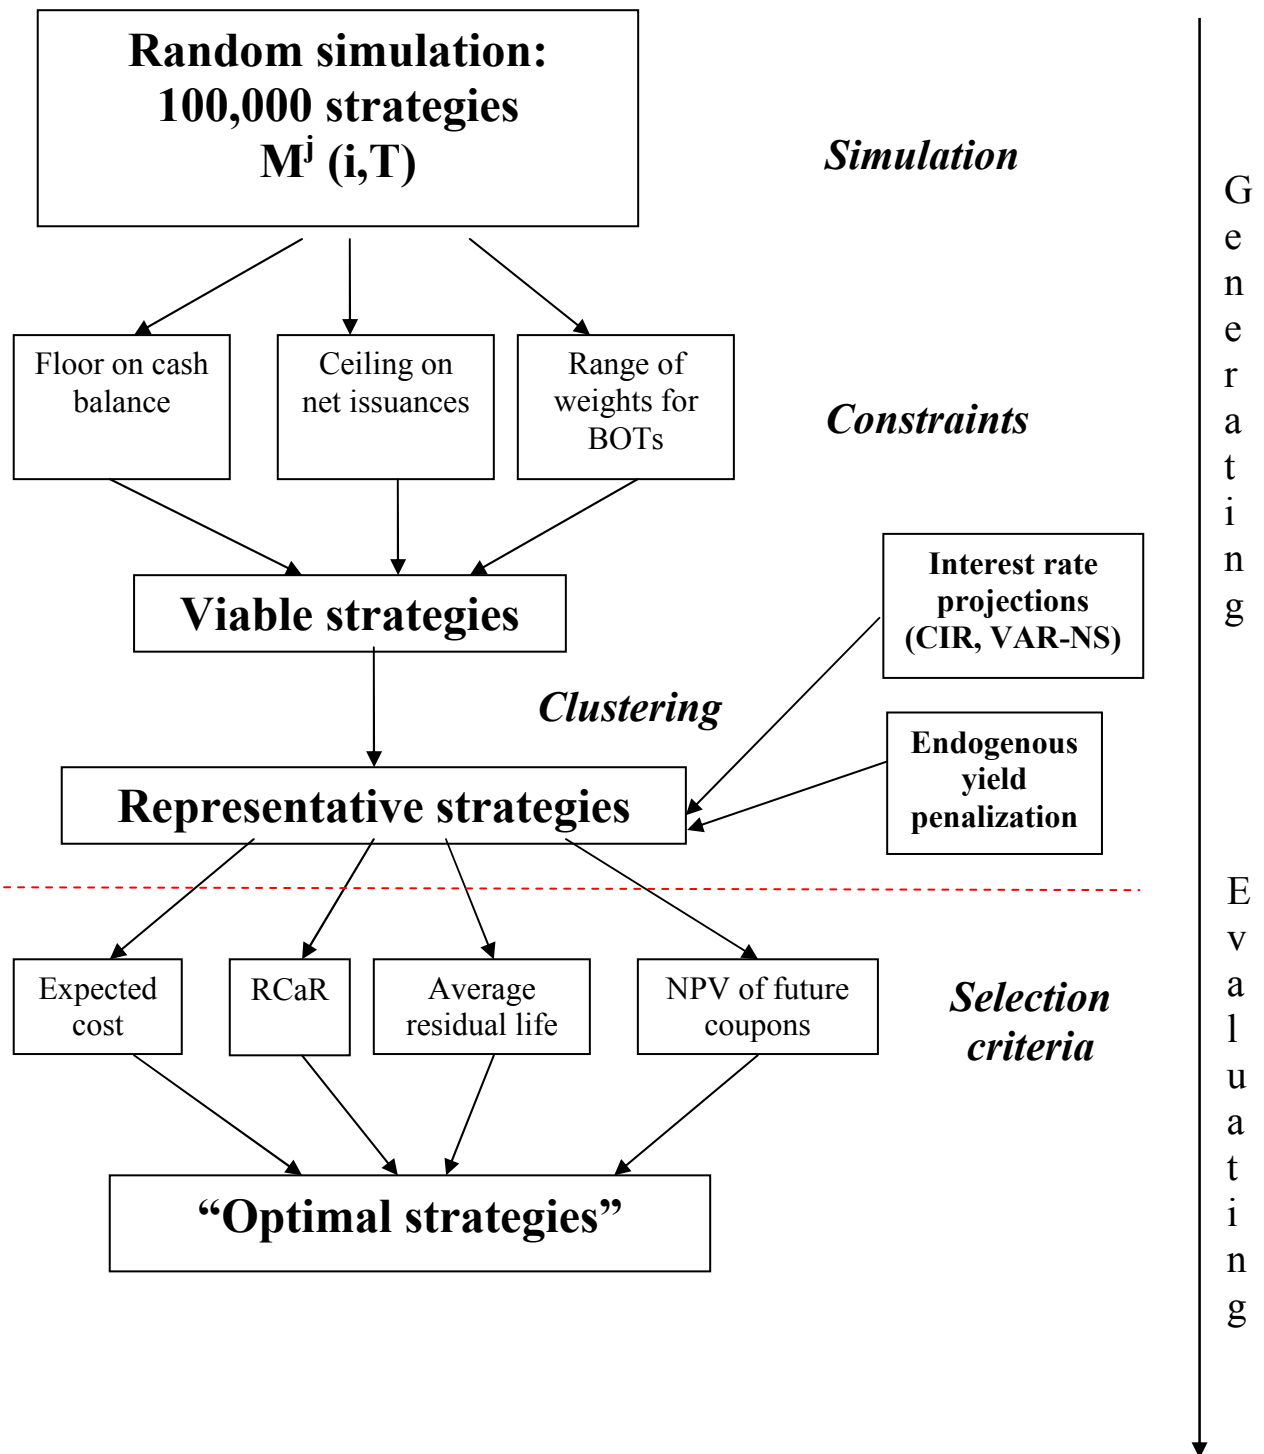 Random simulation:
100,000 strategies
M^j (i,T)
Simulation
Floor on cash
balance
Ceiling on
net issuances
Range of
weights for
BOTs
Constraints
Viable strategies
Interest rate
projections
(CIR, VAR-NS)
Clustering
Endogenous
yield
penalization
Representative strategies
Generating
Expected
cost
RCaR
Average
residual life
NPV of future
coupons
Selection
criteria
“Optimal strategies”
Evaluating